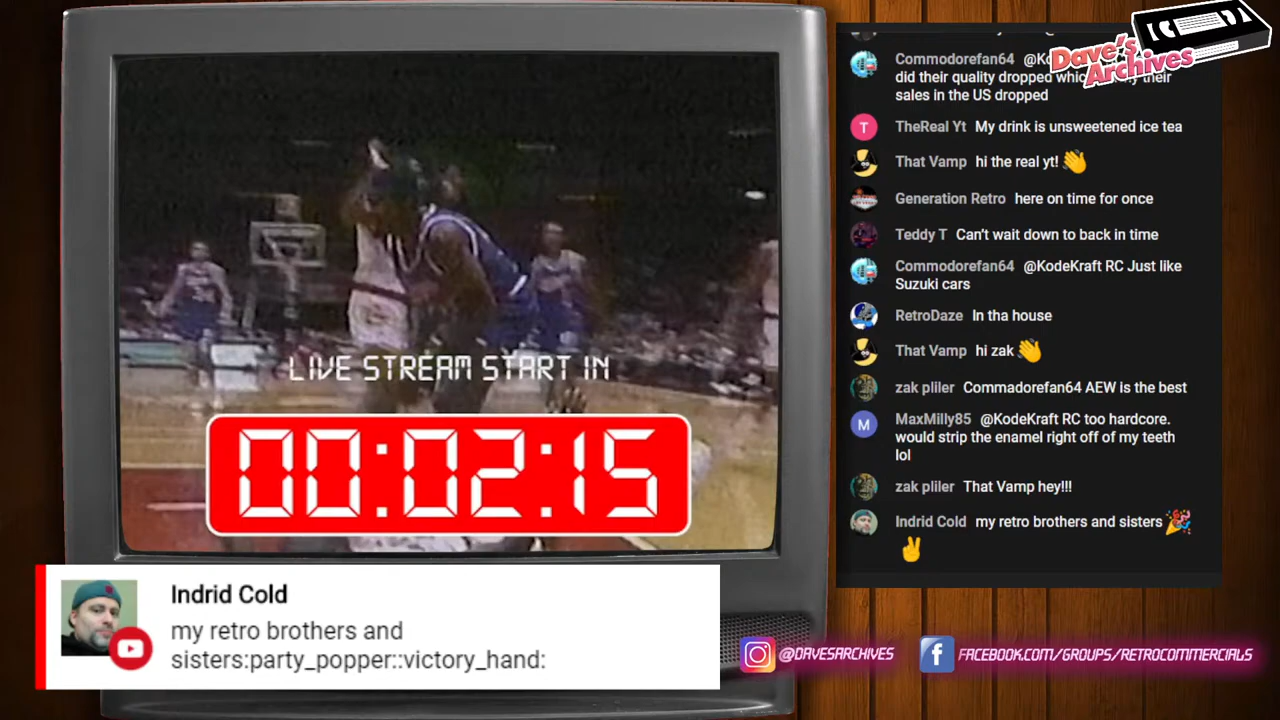 Dave's
Archives
Commodorefan64
did their quality dropped
their
sales in the US dropped
T
TheReal Yt My drink is unsweetened ice tea
That Vamp hi the real yt!👋
Generation Retro here on time for once
Teddy T Can't wait down to back in time
Commodorefan64 @KodeKraft RC Just like
Suzuki cars
RetroDaze In tha house
That Vamp hi zak👋
zak pliler Commadorefan64 AEW is the best
M
MaxMilly85 @KodeKraft RC too hardcore.
would strip the enamel right off of my teeth
lol
zak pliler That Vamp hey!!!
Indrid Cold my retro brothers and sisters🎉
✌
LIVE STREAM START IN
00:02:15
Indrid Cold
my retro brothers and
sisters:party_popper::victory_hand:
@DAVESARCHIVES
FACEBOOK.COM/GROUPS/RETROCOMMERCIALS